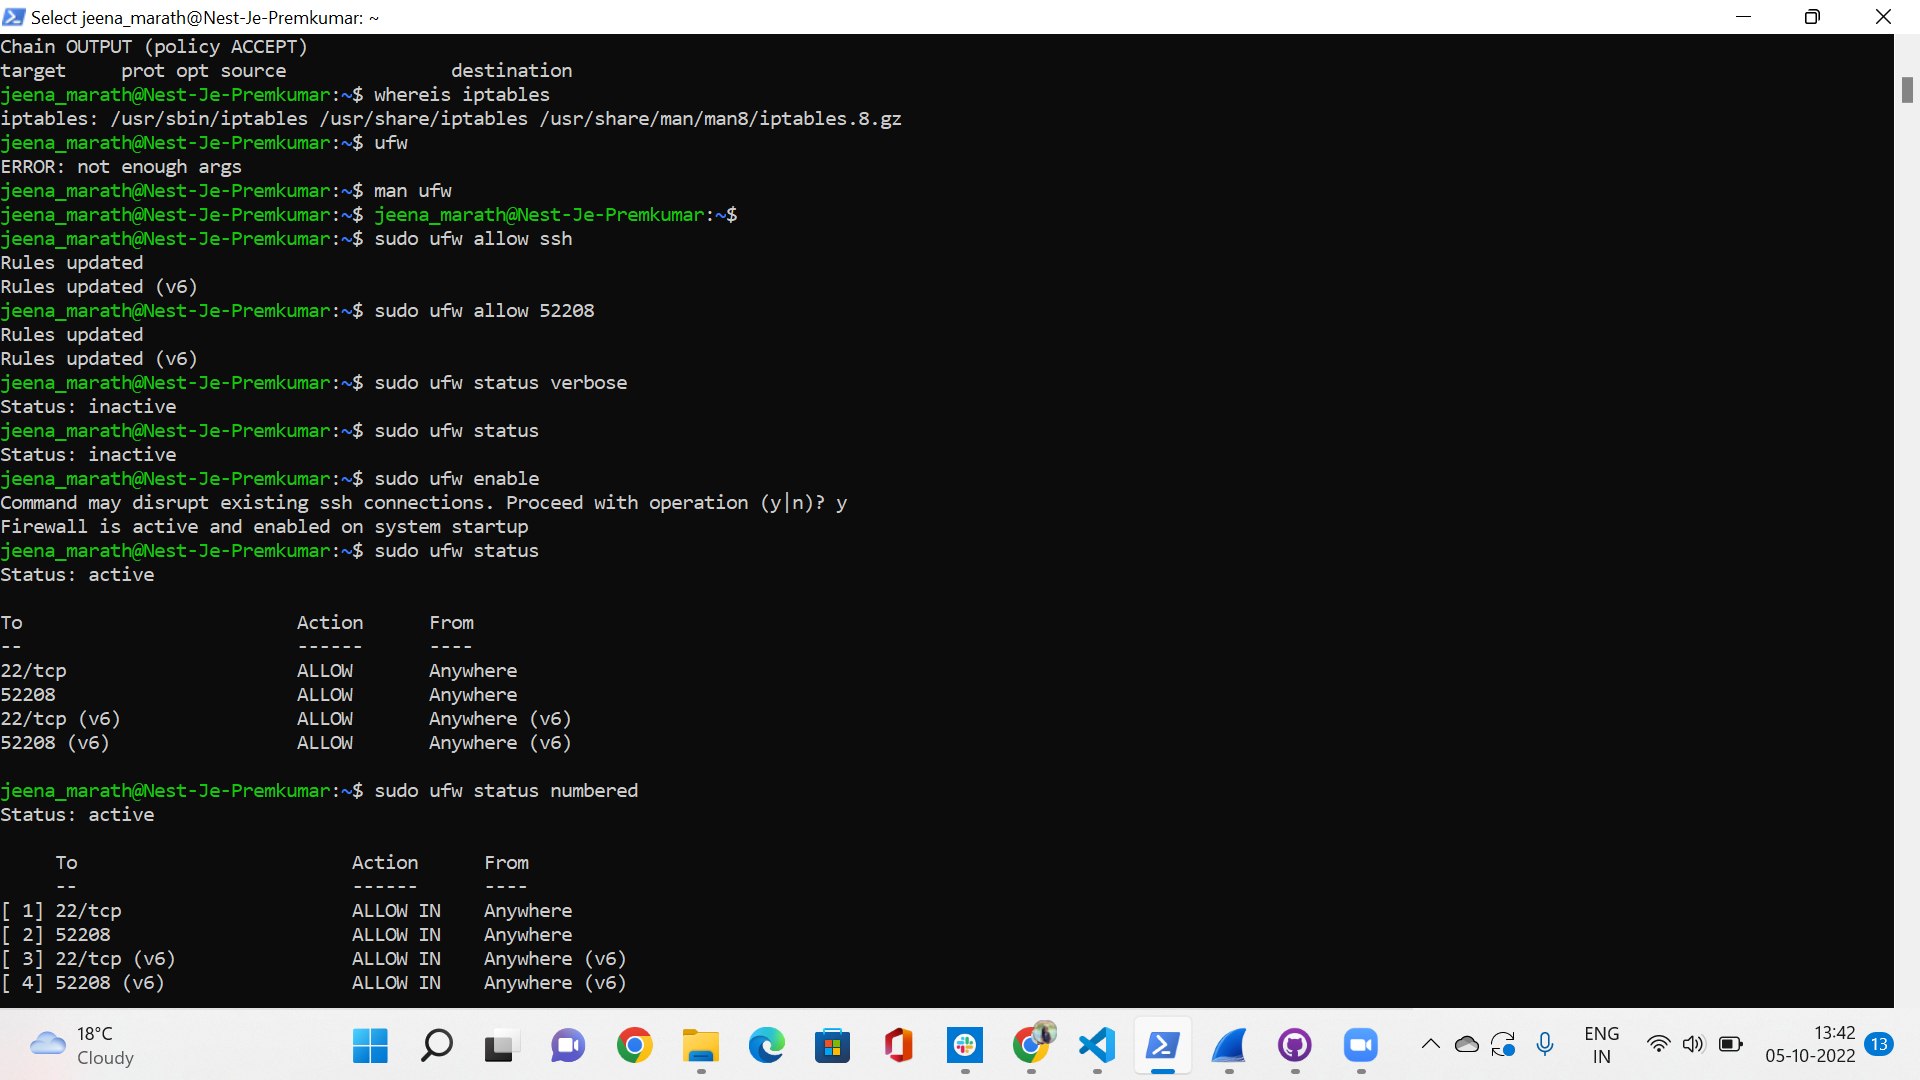 Select jeena_marath@Nest-Je-Premkumar: ~
Chain OUTPUT (policy ACCEPT)
target     prot opt source               destination
jeena_marath@Nest-Je-Premkumar:~$ whereis iptables
iptables: /usr/sbin/iptables /usr/share/iptables /usr/share/man/man8/iptables.8.gz
jeena_marath@Nest-Je-Premkumar:~$ ufw
ERROR: not enough args
jeena_marath@Nest-Je-Premkumar:~$ man ufw
jeena_marath@Nest-Je-Premkumar:~$ jeena_marath@Nest-Je-Premkumar:~$
jeena_marath@Nest-Je-Premkumar:~$ sudo ufw allow ssh
Rules updated
Rules updated (v6)
jeena_marath@Nest-Je-Premkumar:~$ sudo ufw allow 52208
Rules updated
Rules updated (v6)
jeena_marath@Nest-Je-Premkumar:~$ sudo ufw status verbose
Status: inactive
jeena_marath@Nest-Je-Premkumar:~$ sudo ufw status
Status: inactive
jeena_marath@Nest-Je-Premkumar:~$ sudo ufw enable
Command may disrupt existing ssh connections. Proceed with operation (y|n)? y
Firewall is active and enabled on system startup
jeena_marath@Nest-Je-Premkumar:~$ sudo ufw status
Status: active
To                         Action      From
--                         ------      ----
22/tcp                     ALLOW       Anywhere
52208                      ALLOW       Anywhere
22/tcp (v6)                ALLOW       Anywhere (v6)
52208 (v6)                 ALLOW       Anywhere (v6)
jeena_marath@Nest-Je-Premkumar:~$ sudo ufw status numbered
Status: active
     To                         Action      From
     --                         ------      ----
[ 1] 22/tcp                     ALLOW IN    Anywhere
[ 2] 52208                      ALLOW IN    Anywhere
[ 3] 22/tcp (v6)                ALLOW IN    Anywhere (v6)
[ 4] 52208 (v6)                 ALLOW IN    Anywhere (v6)
18°C
Cloudy
ENG
IN
13:42
05-10-2022
13